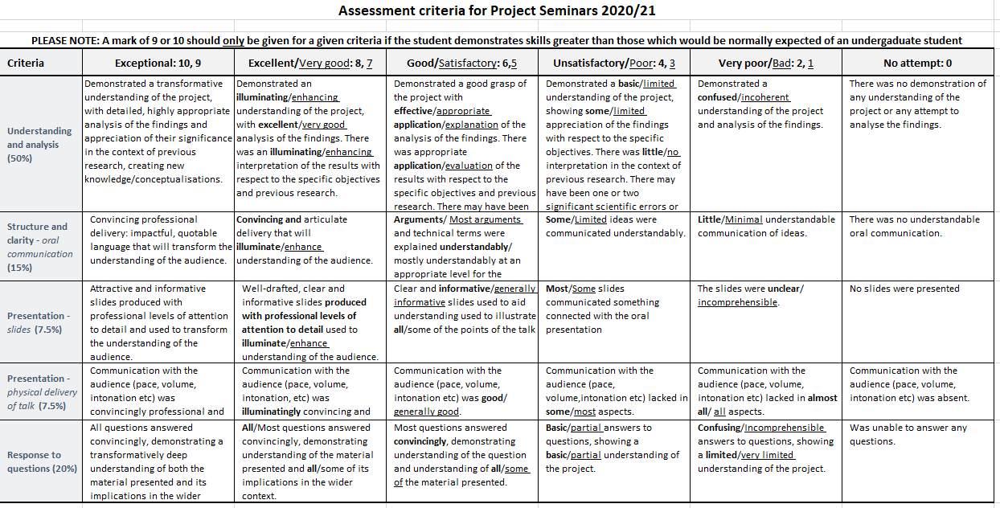 Assessment criteria for Project Seminars 2020/21
PLEASE NOTE: A mark of 9 or 10 should only be given for a given criteria if the student demonstrates skills greater than those which would be normally expected of an undergaduate student
Criteria
Exceptional: 10, 9
Excellent/Very good: 8, 7
Good/Satisfactory: 6,5
Unsatisfactory/Poor: 4, 3
Very poor/Bad: 2, 1
No attempt: 0
Understanding
and analysis
(50%)
Demonstrated a transformative
understanding of the project,
with detailed, highly appropriate
analysis of the findings and
appreciation of their significance
in the context of previous
research, creating new
knowledge/conceptualisations.
Demonstrated an
illuminating/enhancing
understanding of the project,
with excellent/very good
analysis of the findings. There
was an illuminating/enhancing
interpretation of the results with
respect to the specific objectives
and previous research.
Demonstrated a good grasp of
the project with
effective/appropriate
application/explanation of the
analysis of the findings. There
was appropriate
application/evaluation of the
results with respect to the
specific objectives and previous
research. There may have been
Demonstrated a basic/limited
understanding of the project,
showing some/limited
appreciation of the findings
with respect to the specific
objectives. There was little/no
interpretation in the context of
previous research. There may
have been one or two
significant scientific errors or
Demonstrated a
confused/incoherent
understanding of the project
and analysis of the findings.
There was no demonstration of
any understanding of the
project or any attempt to
analyse the findings.
Structure and
clarity - oral
communication
(15%)
Convincing professional
delivery: impactful, quotable
language that will transform the
understanding of the audience.
Convincing and articulate
delivery that will
illuminate/enhance
understanding of the audience.
Arguments/ Most arguments
and technical terms were
explained understandably/
mostly understandably at an
appropriate level for the
Some/Limited ideas were
communicated understandably.
Little/Minimal understandable
communication of ideas.
There was no understandable
oral communication.
Presentation -
slides (7.5%)
Attractive and informative
slides produced with
professional levels of attention
to detail and used to transform
the understanding of the
audience.
Well-drafted, clear and
informative slides produced
with professional levels of
attention to detail used to
illuminate/enhance
understanding of the audience.
Clear and informative/generally
informative slides used to aid
understanding used to illustrate
all/some of the points of the talk
Most/Some slides
communicated something
connected with the oral
presentation
The slides were unclear/
incomprehensible.
No slides were presented
Presentation -
physical delivery
of talk (7.5%)
Communication with the
audience (pace, volume,
intonation etc) was
convincingly professional and
Communication with the
audience (pace, volume,
intonation, etc) was
illuminatingly convincing and
Communication with the
audience (pace, volume,
intonation etc) was good/
generally good.
Communication with the
audience (pace,
volume,intonation etc) lacked in
some/most aspects.
Communication with the
audience (pace, volume,
intonation etc) lacked in almost
all/ all aspects.
Communication with the
audience (pace, volume,
intonation etc) was absent.
Response to
questions (20%)
All questions answered
convincingly, demonstrating a
transformatively deep
understanding of both the
material presented and its
implications in the wider
All/Most questions answered
convincingly, demonstrating
understanding of the material
presented and all/some of its
implications in the wider
context.
Most questions answered
convincingly, demonstrating
understanding of the question
and understanding of all/some
of the material presented.
Basic/partial answers to
questions, showing a
basic/partial understanding of
the project.
Confusing/Incomprehensible
answers to questions, showing
a limited/very limited
understanding of the project.
Was unable to answer any
questions.